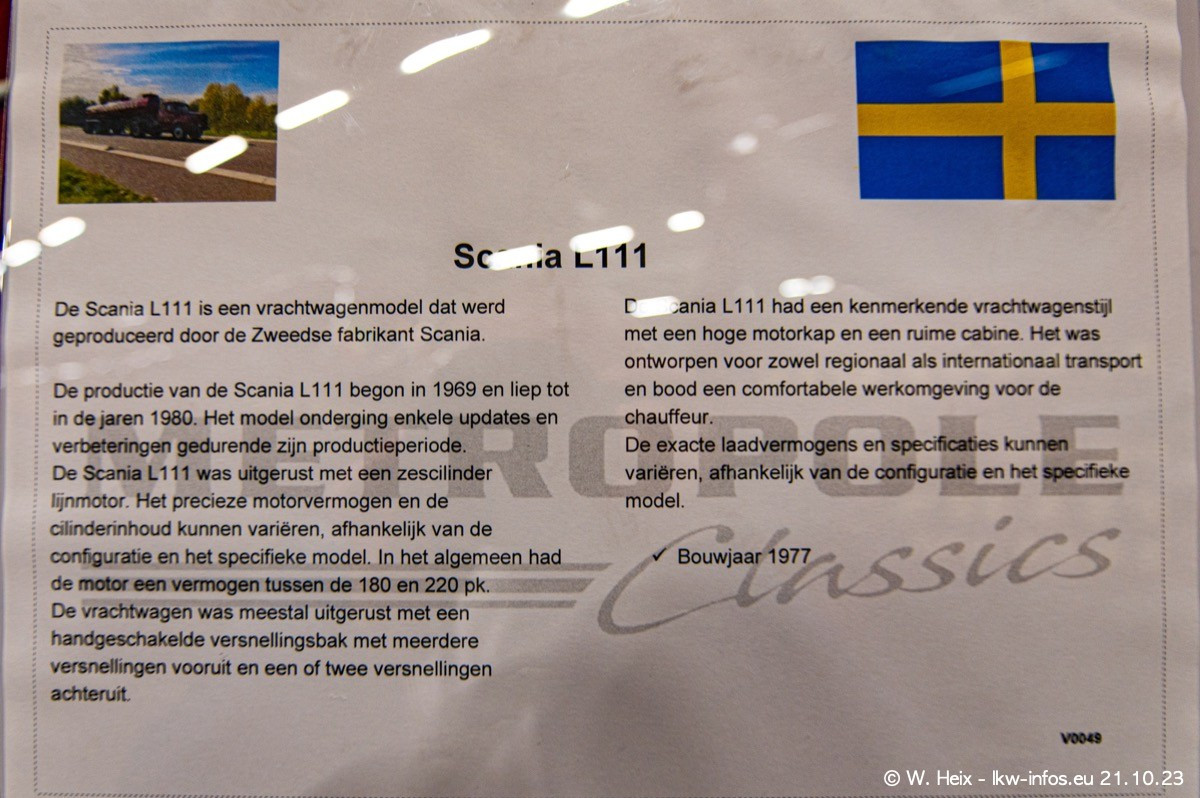 Scania L111
De Scania L111 is een vrachtwagenmodel dat werd
geproduceerd door de Zweedse fabrikant Scania.
De productie van de Scania L111 begon in 1969 en liep tot
in de jaren 1980. Het model onderging enkele updates en
verbeteringen gedurende zijn productieperiode.
De Scania L111 was uitgerust met een zescilinder
lijnmotor. Het precieze motorvermogen en de
cilinderinhoud kunnen variëren, afhankelijk van de
configuratie en het specifieke model. In het algemeen had
de motor een vermogen tussen de 180 en 220 pk.
De vrachtwagen was meestal uitgerust met een
handgeschakelde versnellingsbak met meerdere
versnellingen vooruit en een of twee versnellingen
achteruit.
De Scania L111 had een kenmerkende vrachtwagenstijl
met een hoge motorkap en een ruime cabine. Het was
ontworpen voor zowel regionaal als internationaal transport
en bood een comfortabele werkomgeving voor de
chauffeur.
De exacte laadvermogens en specificaties kunnen
variëren, afhankelijk van de configuratie en het specifieke
model.
✓ Bouwjaar 1977
METROPOLE
Classics
V0049
© W. Heix - lkw-infos.eu 21.10.23